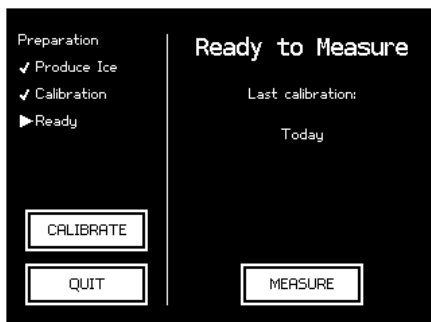 Preparation
✓ Produce Ice
✓ Calibration
▶Ready
CALIBRATE
QUIT
Ready to Measure
Last calibration:
Today
MEASURE